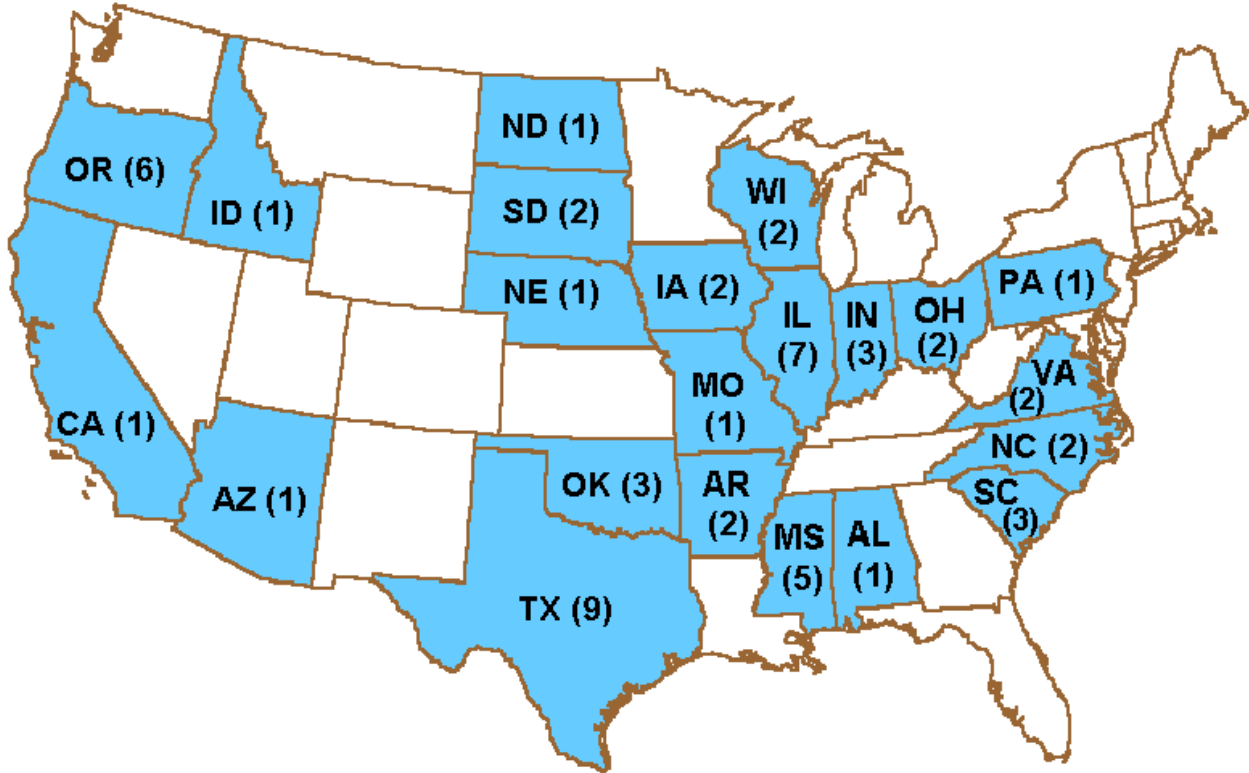 ND (1)
OR (6)
WI
(2)
ID (1)
SD (2)
PA (1)
NE (1)
IA (2)
IL
(7)
IN
(3)
OH
(2)
VA
(2)
MO
(1)
CA (1)
NC (2)
AZ (1)
OK (3)
AR
(2)
SC
(3)
MS
(5)
AL
(1)
TX (9)